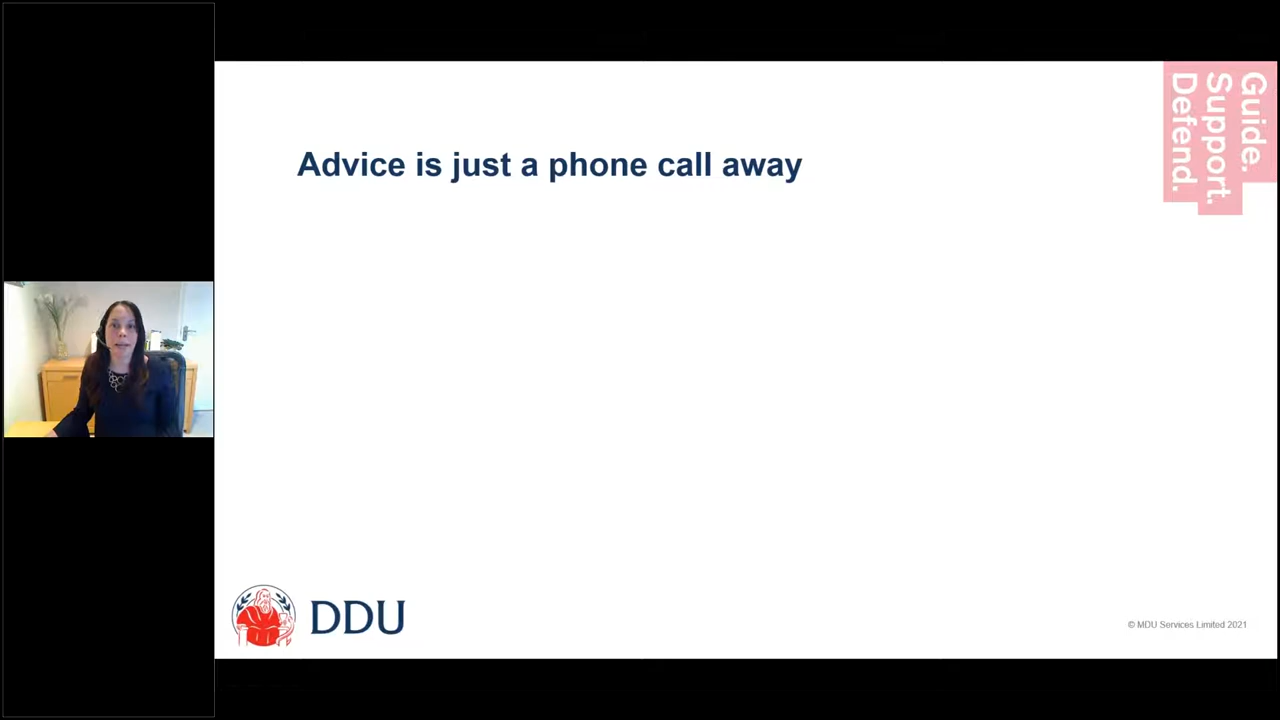 Advice is just a phone call away
Guide.
Support.
Defend.
DDU
© MDU Services Limited 2021